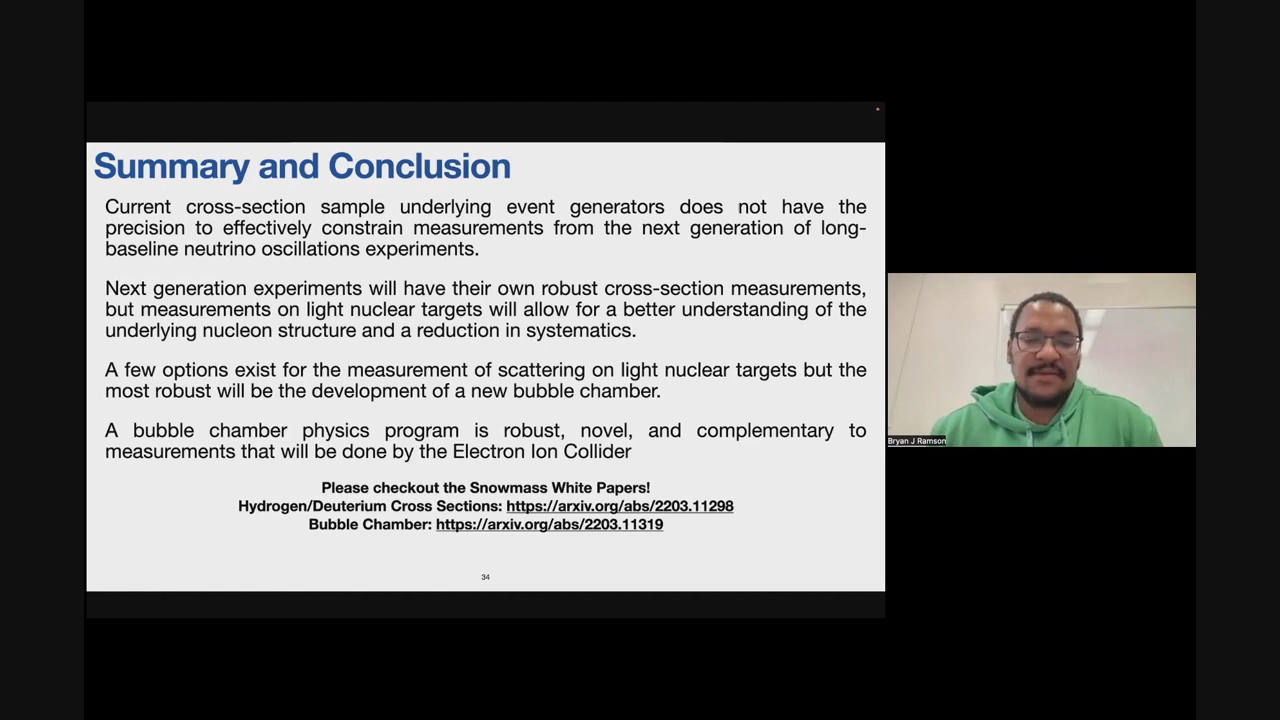 Summary and Conclusion
Current cross-section sample underlying event generators does not have the
precision to effectively constrain measurements from the next generation of long-
baseline neutrino oscillations experiments.
Next generation experiments will have their own robust cross-section measurements,
but measurements on light nuclear targets will allow for a better understanding of the
underlying nucleon structure and a reduction in systematics.
A few options exist for the measurement of scattering on light nuclear targets but the
most robust will be the development of a new bubble chamber.
A bubble chamber physics program is robust, novel, and complementary to
measurements that will be done by the Electron Ion Collider
Please checkout the Snowmass White Papers!
Hydrogen/Deuterium Cross Sections: https://arxiv.org/abs/2203.11298
Bubble Chamber: https://arxiv.org/abs/2203.11319
34
Bryan J Ramson